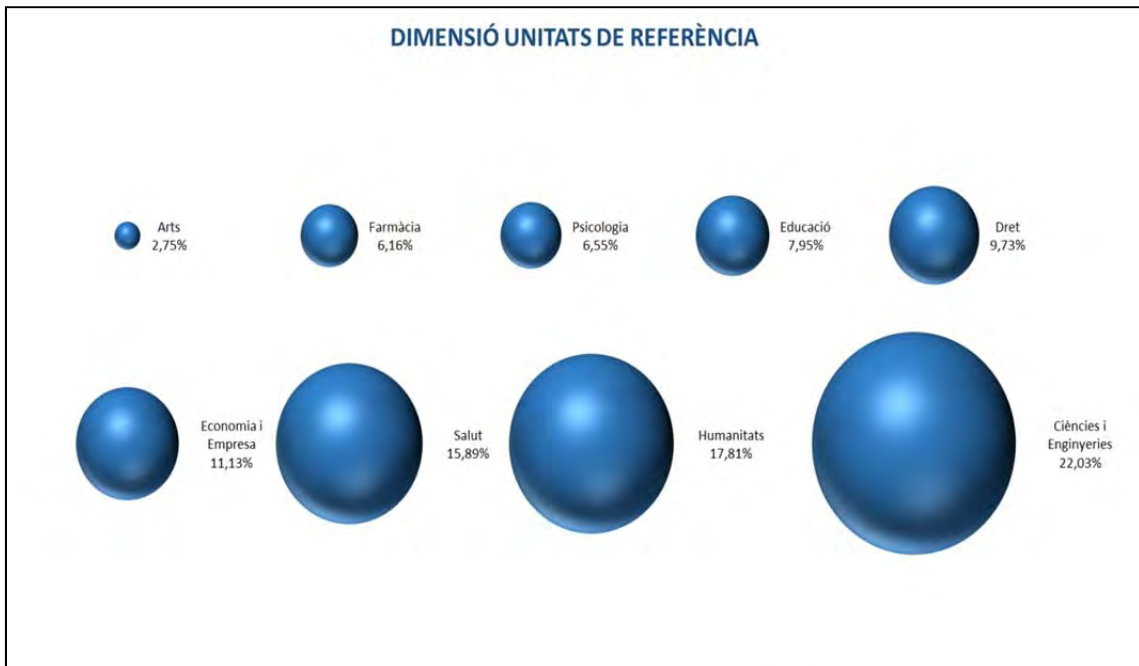 DIMENSIÓ UNITATS DE REFERÈNCIA
Arts
2,75%
Farmàcia
6,16%
Psicologia
6,55%
Educació
7,95%
Dret
9,73%
Economia i
Empresa
11,13%
Salut
15,89%
Humanitats
17,81%
Ciències i
Enginyeries
22,03%